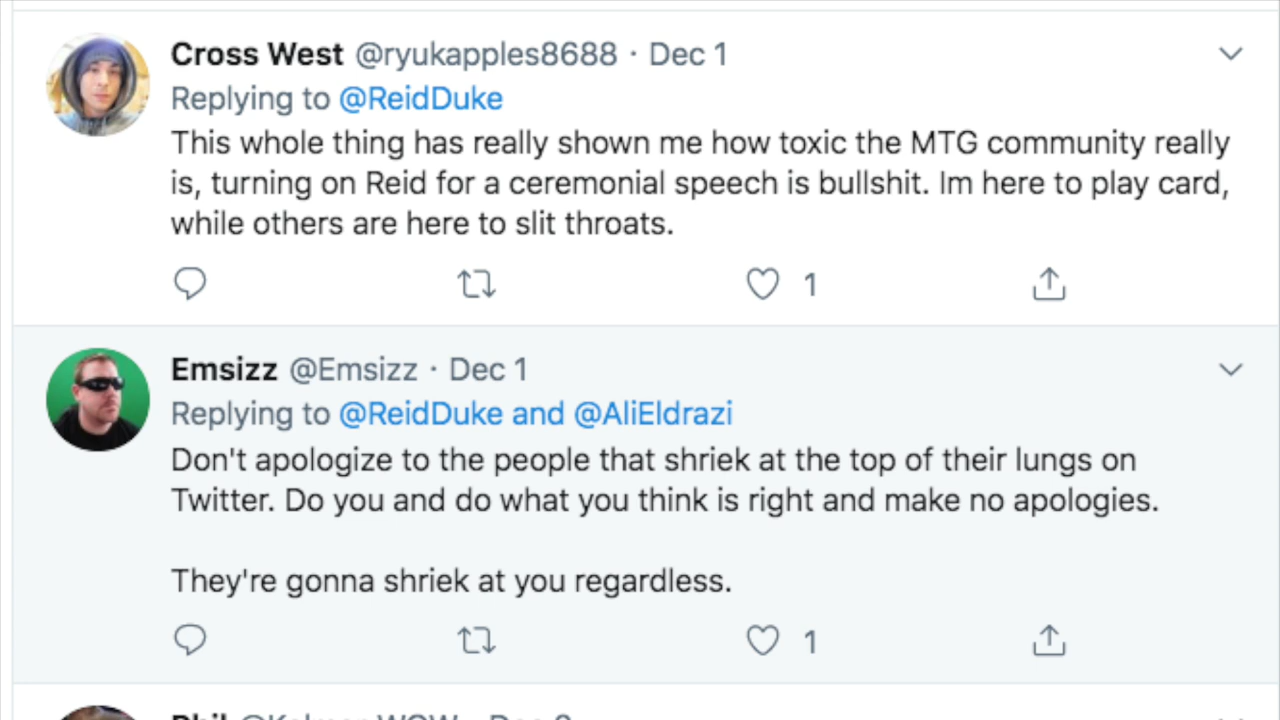 Cross West @ryukapples8688 · Dec 1
Replying to @ReidDuke
This whole thing has really shown me how toxic the MTG community really
is, turning on Reid for a ceremonial speech is bullshit. Im here to play card,
while others are here to slit throats.
1
Emsizz @Emsizz · Dec 1
Replying to @ReidDuke and @AliEldrazi
Don't apologize to the people that shriek at the top of their lungs on
Twitter. Do you and do what you think is right and make no apologies.
They're gonna shriek at you regardless.
1
Phil